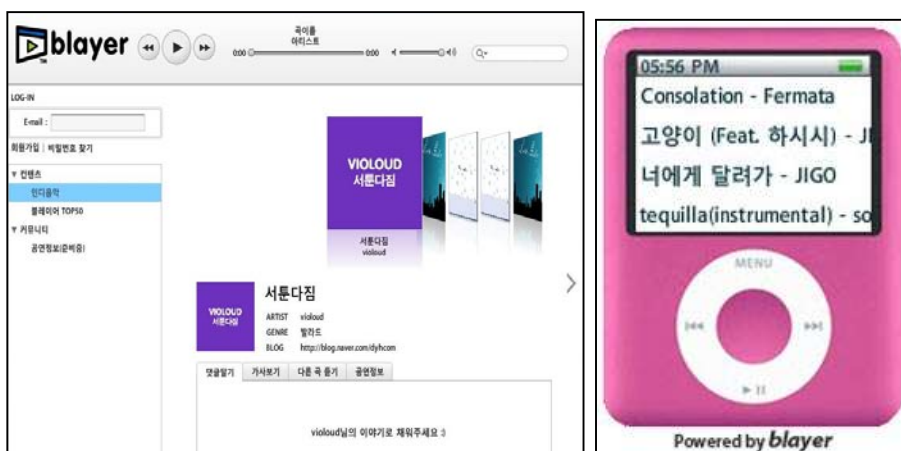 blayer
TM
곡이름
아티스트
0:00
0:00
LOG-IN
E-mail :
회원가입 | 비밀번호 찾기
▼ 컨텐츠
인디음악
블레이어 TOP50
▼ 커뮤니티
공연정보(준비중)
VIOLOUD
서툰다짐
서툰다짐
violoud
VIOLOUD
서툰다짐
서툰다짐
ARTIST violoud
GENRE 발라드
BLOG http://blog.naver.com/dyhcom
댓글달기 가사보기 다른 곡 듣기 공연정보
violoud님의 이야기로 채워주세요 :)
05:56 PM
Consolation - Fermata
고양이 (Feat. 하시시) - JI
너에게 달려가 - JIGO
tequilla(instrumental) - so
MENU
Powered by blayer